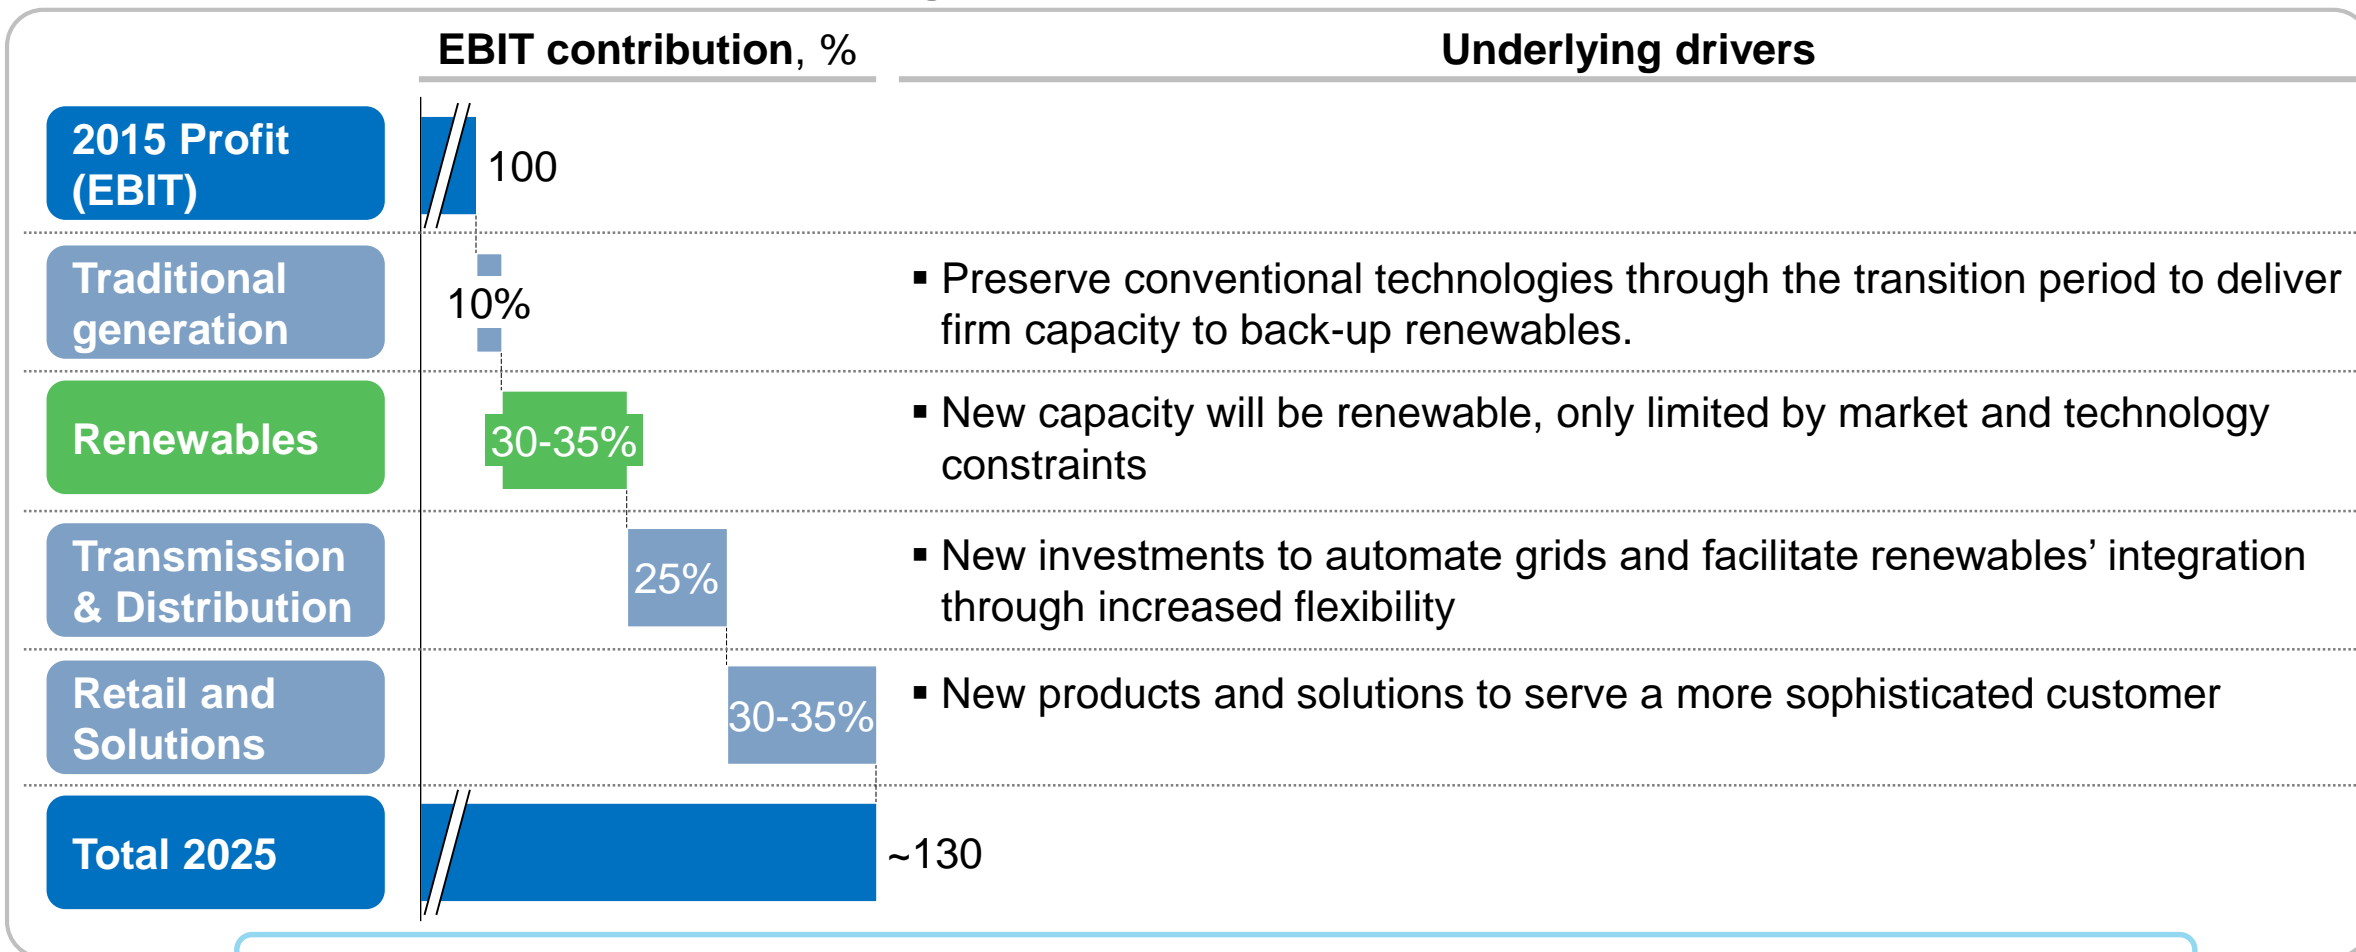 EBIT contribution, %
Underlying drivers
2015 Profit
(EBIT)
100
Traditional
generation
10%
▪ Preserve conventional technologies through the transition period to deliver
firm capacity to back-up renewables.
Renewables
30-35%
▪ New capacity will be renewable, only limited by market and technology
constraints
Transmission
& Distribution
25%
▪ New investments to automate grids and facilitate renewables’ integration
through increased flexibility
Retail and
Solutions
30-35%
▪ New products and solutions to serve a more sophisticated customer
Total 2025
~130